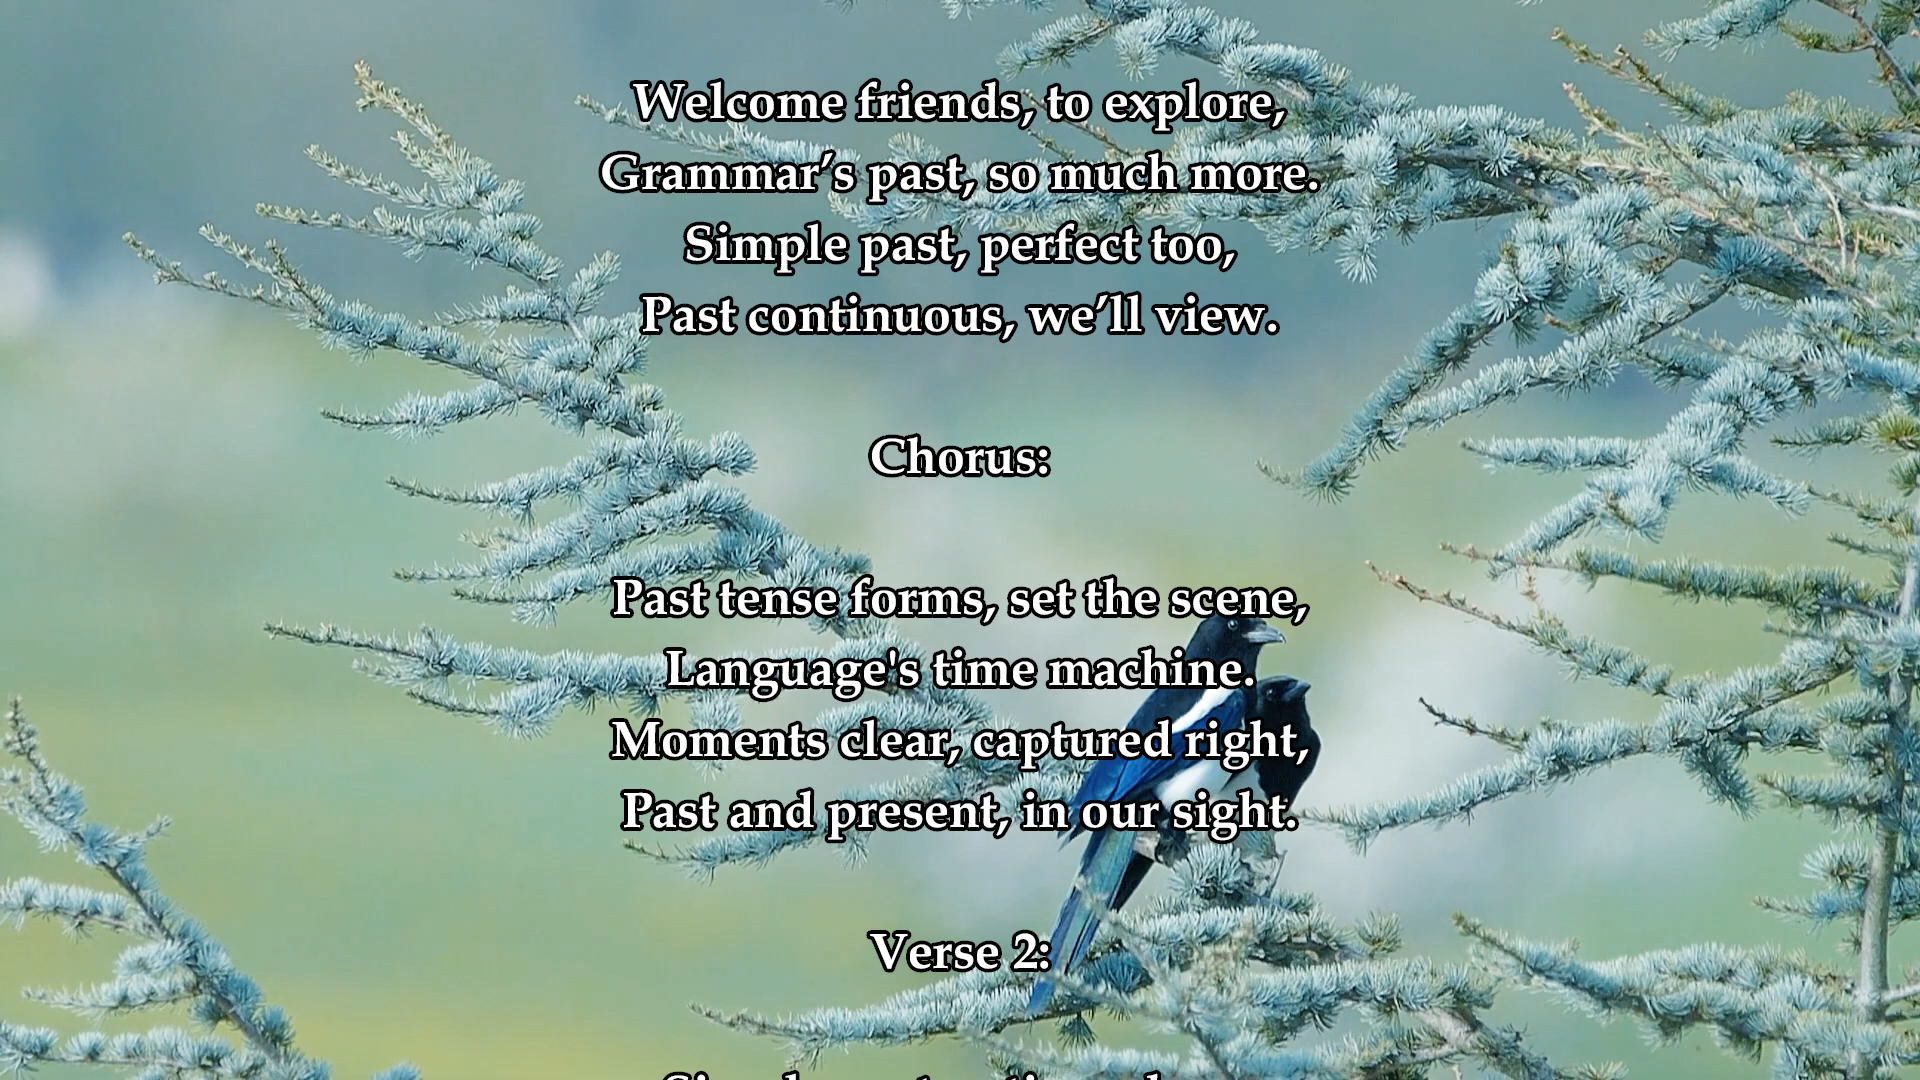 Welcome friends, to explore,
Grammar’s past, so much more.
Simple past, perfect too,
Past continuous, we’ll view.
Chorus:
Past tense forms, set the scene,
Language's time machine.
Moments clear, captured right,
Past and present, in our sight.
Verse 2: